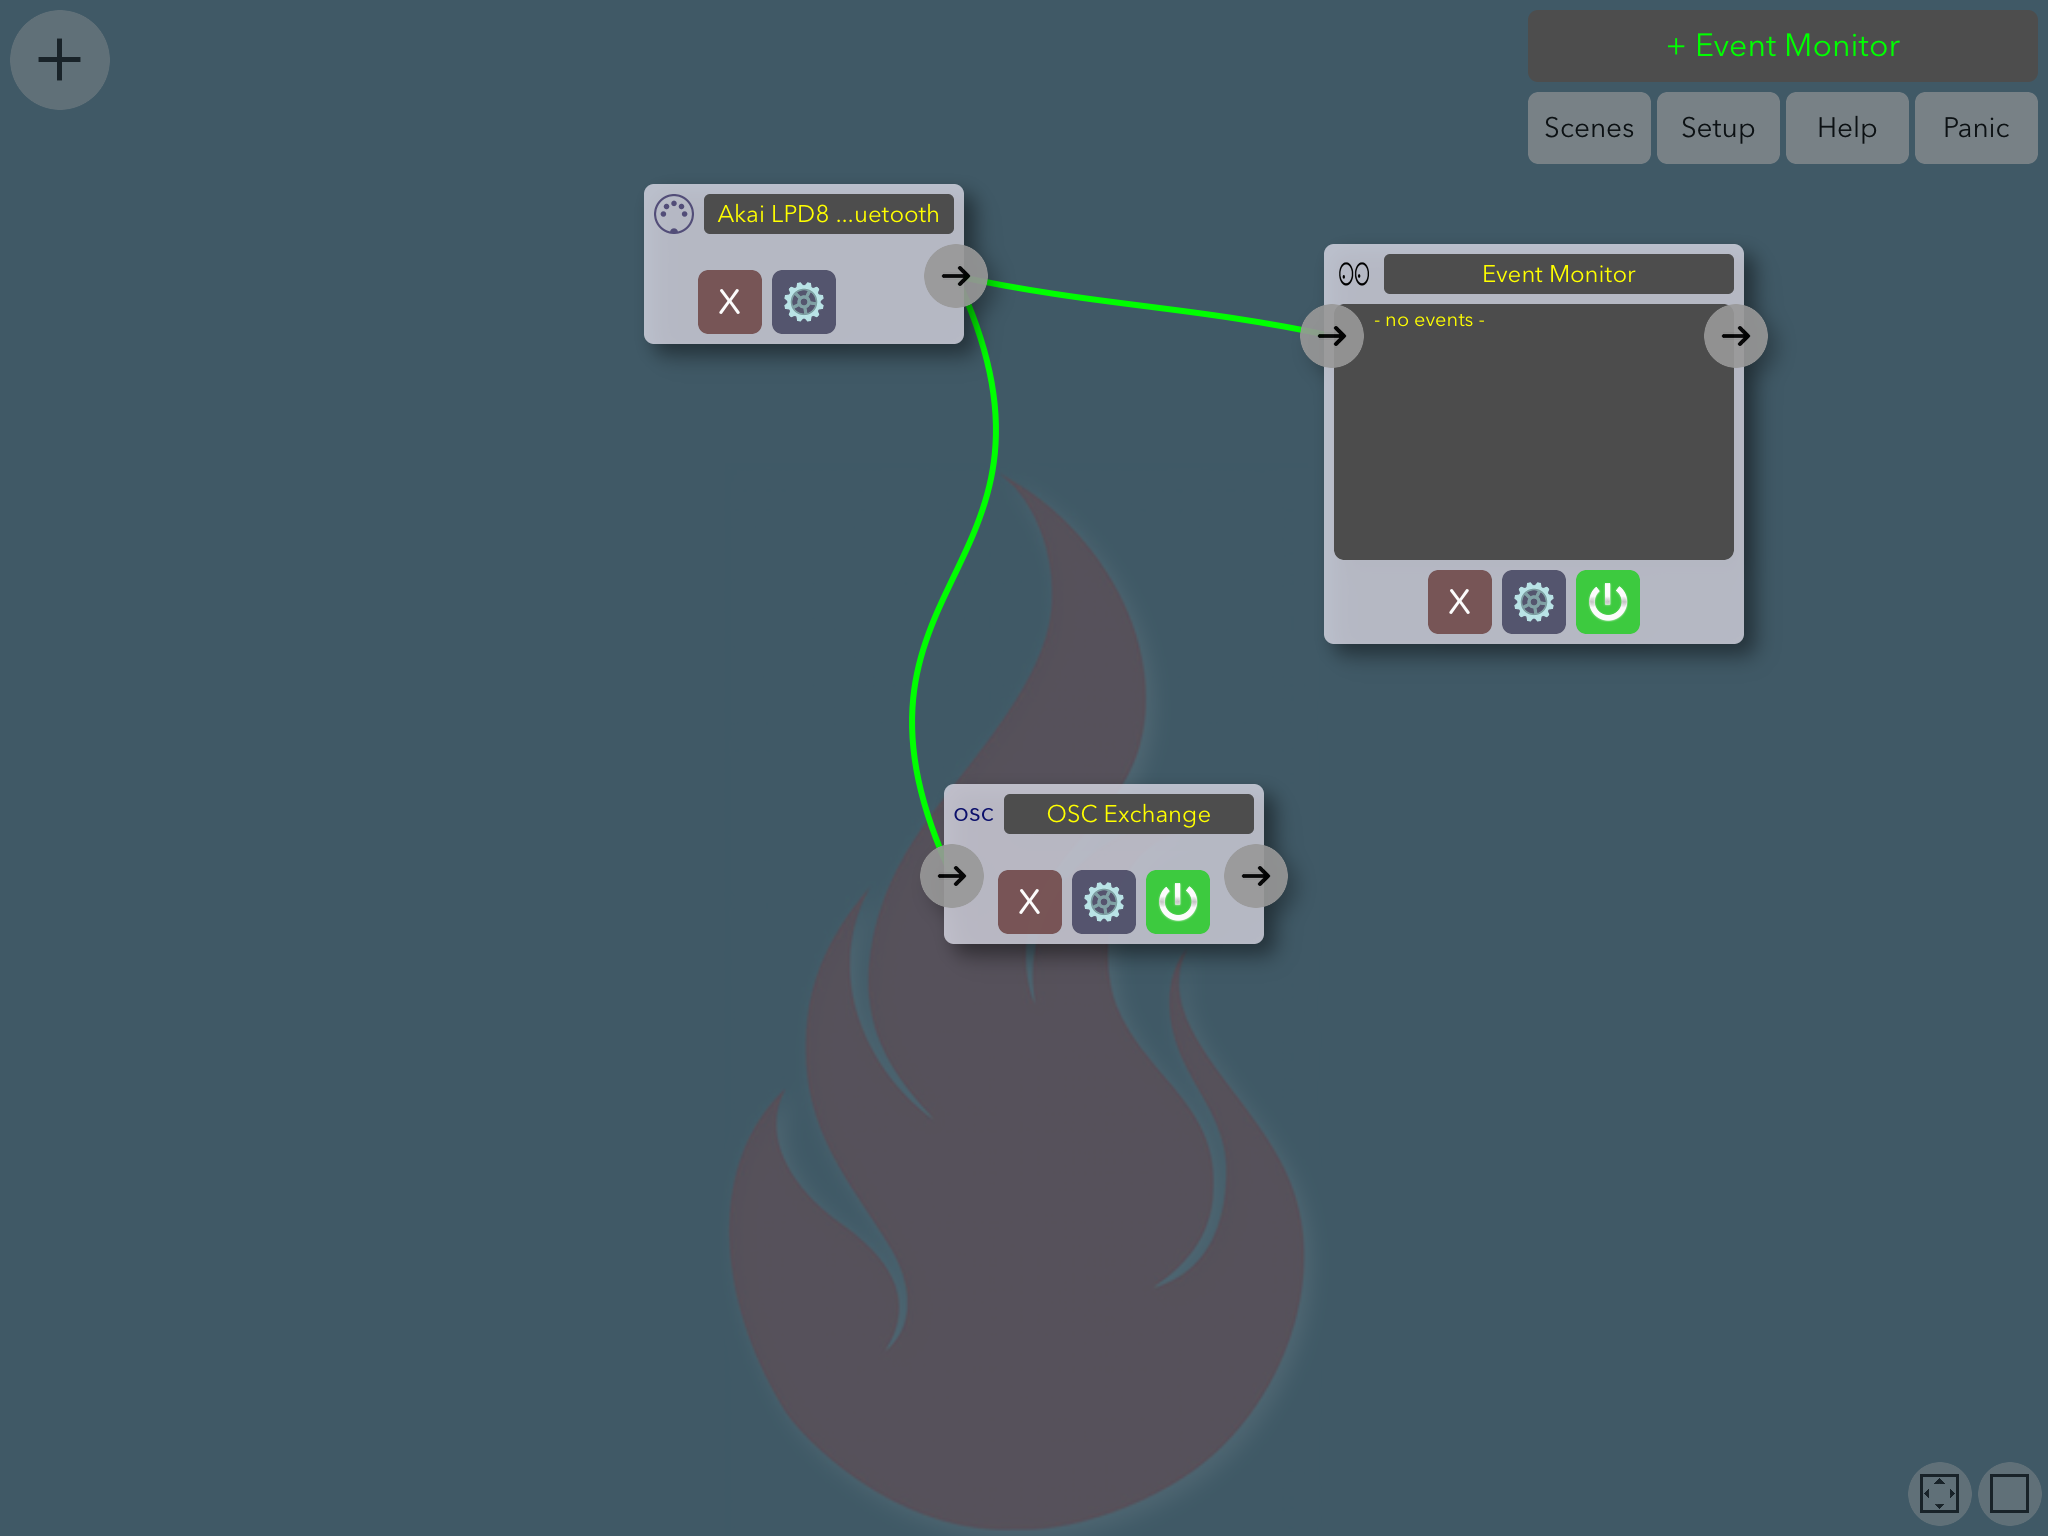 + Event Monitor
Scenes
Setup
Help
Panic
Akai LPD8 ...uetooth
X
Event Monitor
- no events -
X
OSC
OSC Exchange
X